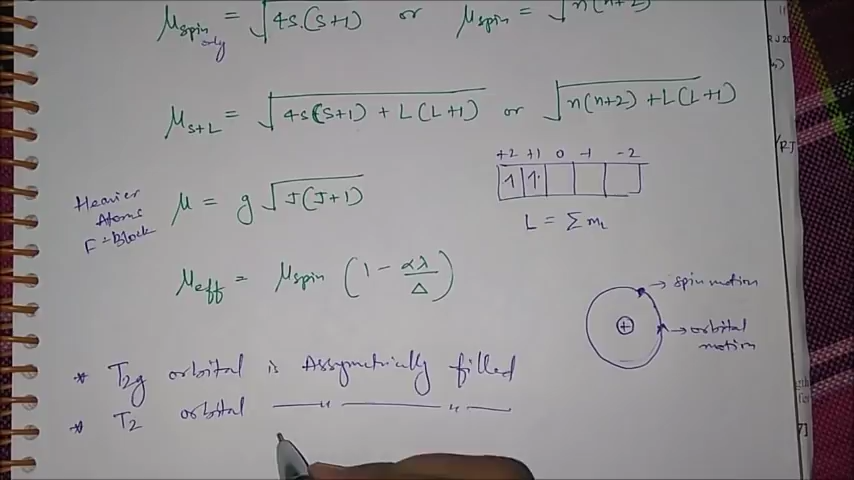 μspin only = √4s.(s+1) or μspin = √n(n+2)
μs+L = √4s(s+1) + L(L+1) or √n(n+2) + L(L+1)
+2 +1 0 -1 -2
1 1
L = Σ mL
Heavier
Atoms
F-Block
μ = g √J(J+1)
μeff = μspin (1 - αλ/Δ)
→ spin motion
+
→ orbital
motion
* T2g orbital is Assymetrically filled
* T2 orbital —〃— —〃—